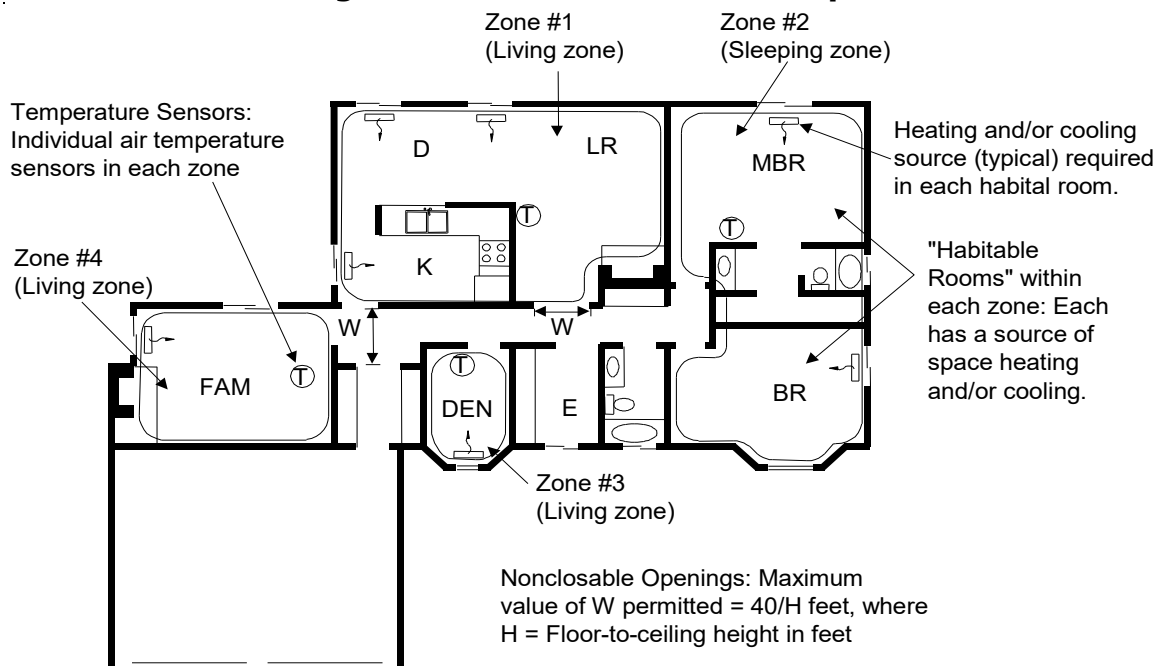 Zone #1
(Living zone)
Zone #2
(Sleeping zone)
Temperature Sensors:
Individual air temperature
sensors in each zone
Heating and/or cooling
source (typical) required
in each habital room.
D
LR
MBR
T
T
K
"Habitable
Rooms" within
each zone: Each
has a source of
space heating
and/or cooling.
Zone #4
(Living zone)
W
W
T
T
FAM
DEN
E
BR
Zone #3
(Living zone)
Nonclosable Openings: Maximum
value of W permitted = 40/H feet, where
H = Floor-to-ceiling height in feet